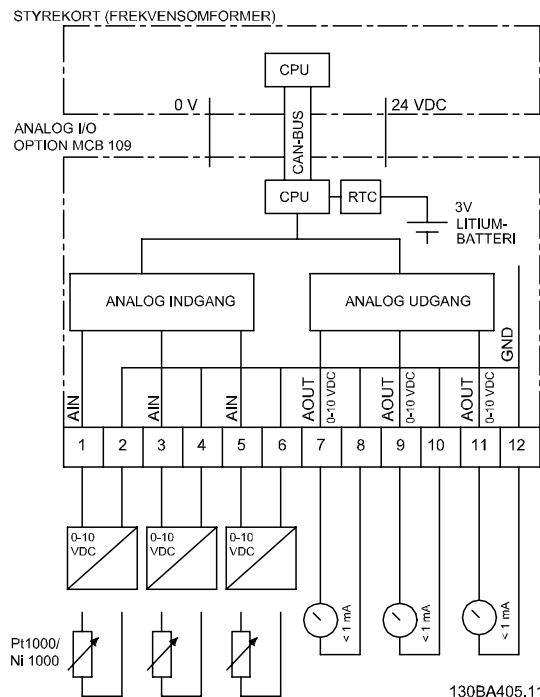 STYREKORT (FREKVENSOMFORMER)
CPU
0 V
24 VDC
CAN-BUS
ANALOG I/O
OPTION MCB 109
CPU
RTC
3V
LITIUM-
BATTERI
ANALOG INDGANG
ANALOG UDGANG
GND
AIN
AIN
AIN
AOUT
0-10 VDC
AOUT
0-10 VDC
AOUT
0-10 VDC
1 2 3 4 5 6 7 8 9 10 11 12
0-10
VDC
0-10
VDC
0-10
VDC
< 1 mA
< 1 mA
< 1 mA
Pt1000/
Ni 1000
130BA405.11